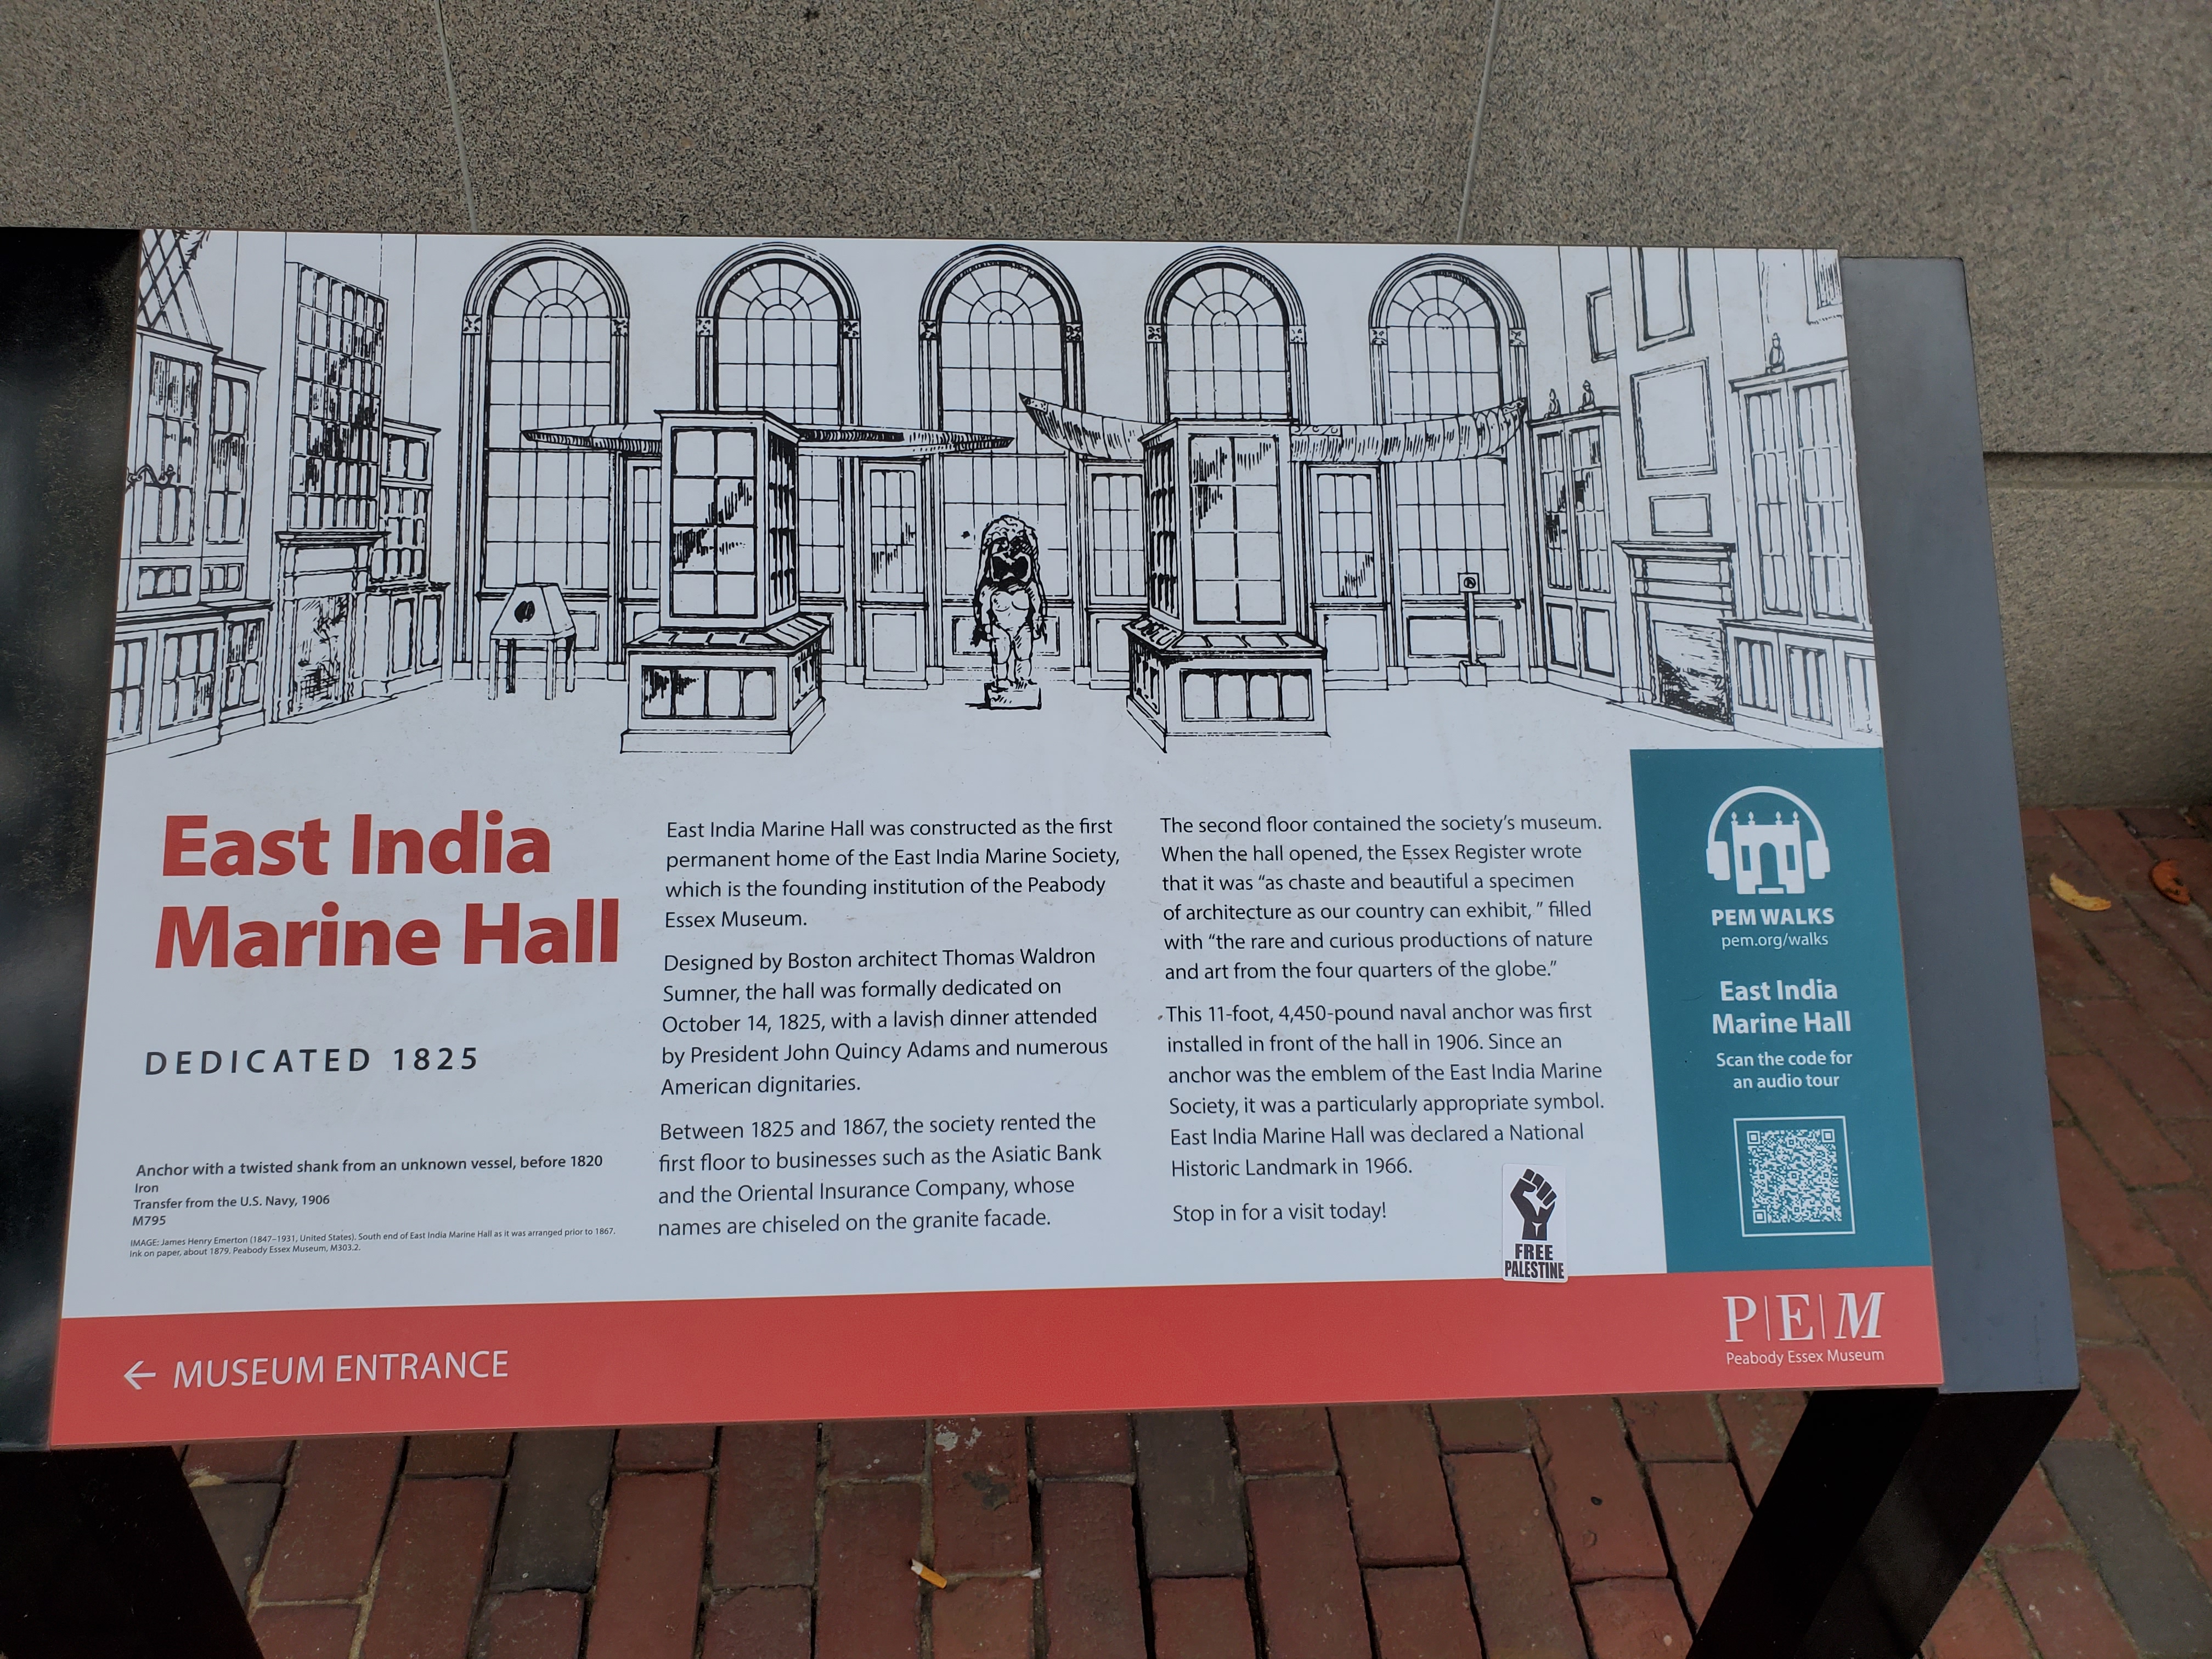 East India
Marine Hall
DEDICATED 1825
Anchor with a twisted shank from an unknown vessel, before 1820
Iron
Transfer from the U.S. Navy, 1906
M795
IMAGE: James Henry Emerton (1847–1931, United States). South end of East India Marine Hall as it was arranged prior to 1867.
Ink on paper, about 1879. Peabody Essex Museum, M303.2.
East India Marine Hall was constructed as the first
permanent home of the East India Marine Society,
which is the founding institution of the Peabody
Essex Museum.
Designed by Boston architect Thomas Waldron
Sumner, the hall was formally dedicated on
October 14, 1825, with a lavish dinner attended
by President John Quincy Adams and numerous
American dignitaries.
Between 1825 and 1867, the society rented the
first floor to businesses such as the Asiatic Bank
and the Oriental Insurance Company, whose
names are chiseled on the granite facade.
The second floor contained the society's museum.
When the hall opened, the Essex Register wrote
that it was “as chaste and beautiful a specimen
of architecture as our country can exhibit, ” filled
with “the rare and curious productions of nature
and art from the four quarters of the globe.”
This 11-foot, 4,450-pound naval anchor was first
installed in front of the hall in 1906. Since an
anchor was the emblem of the East India Marine
Society, it was a particularly appropriate symbol.
East India Marine Hall was declared a National
Historic Landmark in 1966.
Stop in for a visit today!
FREE
PALESTINE
PEM WALKS
pem.org/walks
East India
Marine Hall
Scan the code for
an audio tour
← MUSEUM ENTRANCE
P|E|M
Peabody Essex Museum